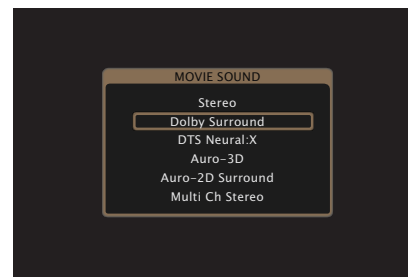 MOVIE SOUND
Stereo
Dolby Surround
DTS Neural:X
Auro-3D
Auro-2D Surround
Multi Ch Stereo